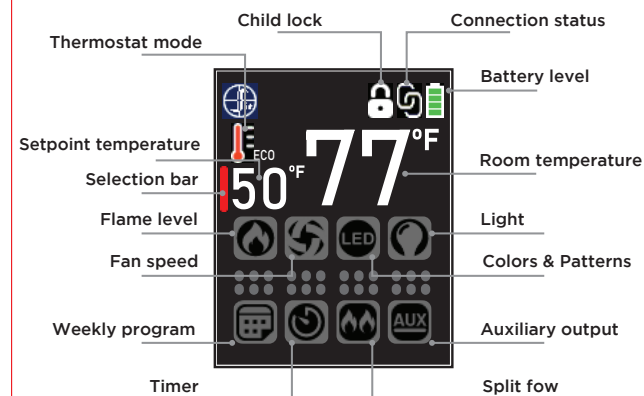 Child lock
Connection status
Thermostat mode
Battery level
Setpoint temperature
ECO
50°F
77°F
Room temperature
Selection bar
Flame level
LED
Light
Fan speed
Colors & Patterns
Weekly program
AUX
Auxiliary output
Timer
Split fow